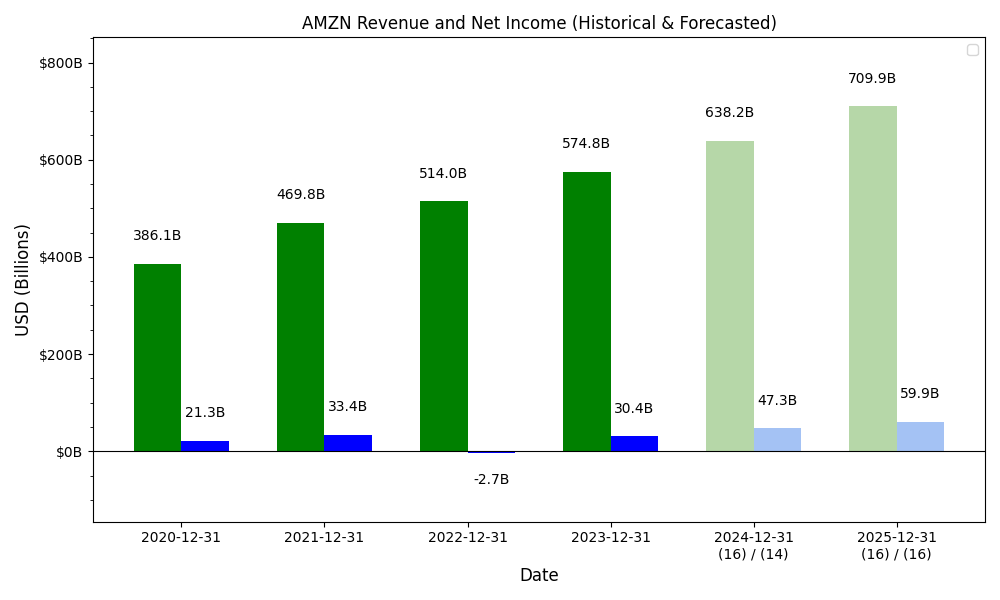 AMZN Revenue and Net Income (Historical & Forecasted)
$800B
$600B
$400B
$200B
$0B
USD (Billions)
386.1B
21.3B
469.8B
33.4B
514.0B
-2.7B
574.8B
30.4B
638.2B
47.3B
709.9B
59.9B
2020-12-31
2021-12-31
2022-12-31
2023-12-31
2024-12-31
(16) / (14)
2025-12-31
(16) / (16)
Date